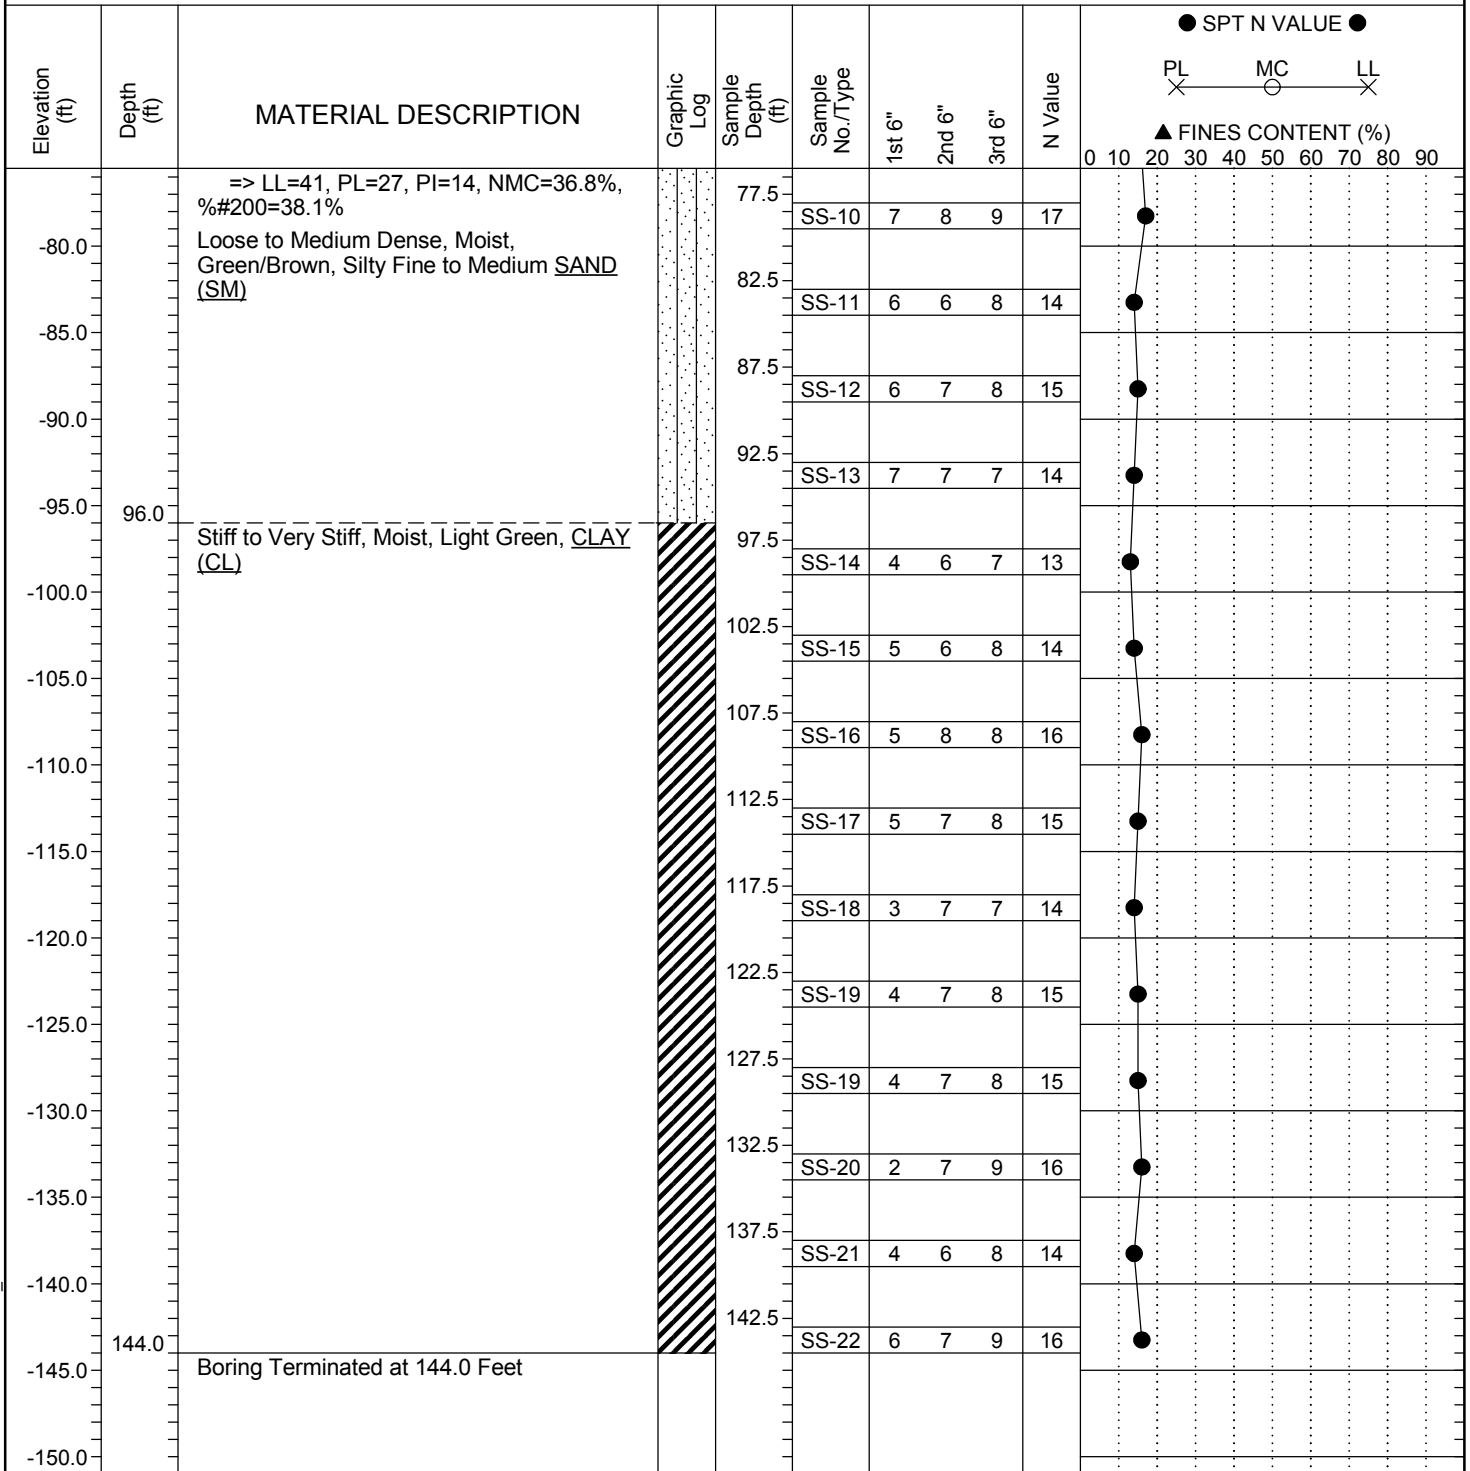 ● SPT N VALUE ●
PL MC LL
▲ FINES CONTENT (%)
Elevation (ft)
Depth (ft)
MATERIAL DESCRIPTION
Graphic Log
Sample Depth (ft)
Sample No./Type
1st 6"
2nd 6"
3rd 6"
N Value
0 10 20 30 40 50 60 70 80 90
=> LL=41, PL=27, PI=14, NMC=36.8%,
%#200=38.1%
77.5
SS-10 7 8 9 17
-80.0
Loose to Medium Dense, Moist,
Green/Brown, Silty Fine to Medium SAND
(SM)
82.5
SS-11 6 6 8 14
-85.0
87.5
SS-12 6 7 8 15
-90.0
92.5
SS-13 7 7 7 14
-95.0
96.0
Stiff to Very Stiff, Moist, Light Green, CLAY
(CL)
97.5
SS-14 4 6 7 13
-100.0
102.5
SS-15 5 6 8 14
-105.0
107.5
SS-16 5 8 8 16
-110.0
112.5
SS-17 5 7 8 15
-115.0
117.5
SS-18 3 7 7 14
-120.0
122.5
SS-19 4 7 8 15
-125.0
127.5
SS-19 4 7 8 15
-130.0
132.5
SS-20 2 7 9 16
-135.0
137.5
SS-21 4 6 8 14
-140.0
142.5
144.0
SS-22 6 7 9 16
-145.0
Boring Terminated at 144.0 Feet
-150.0